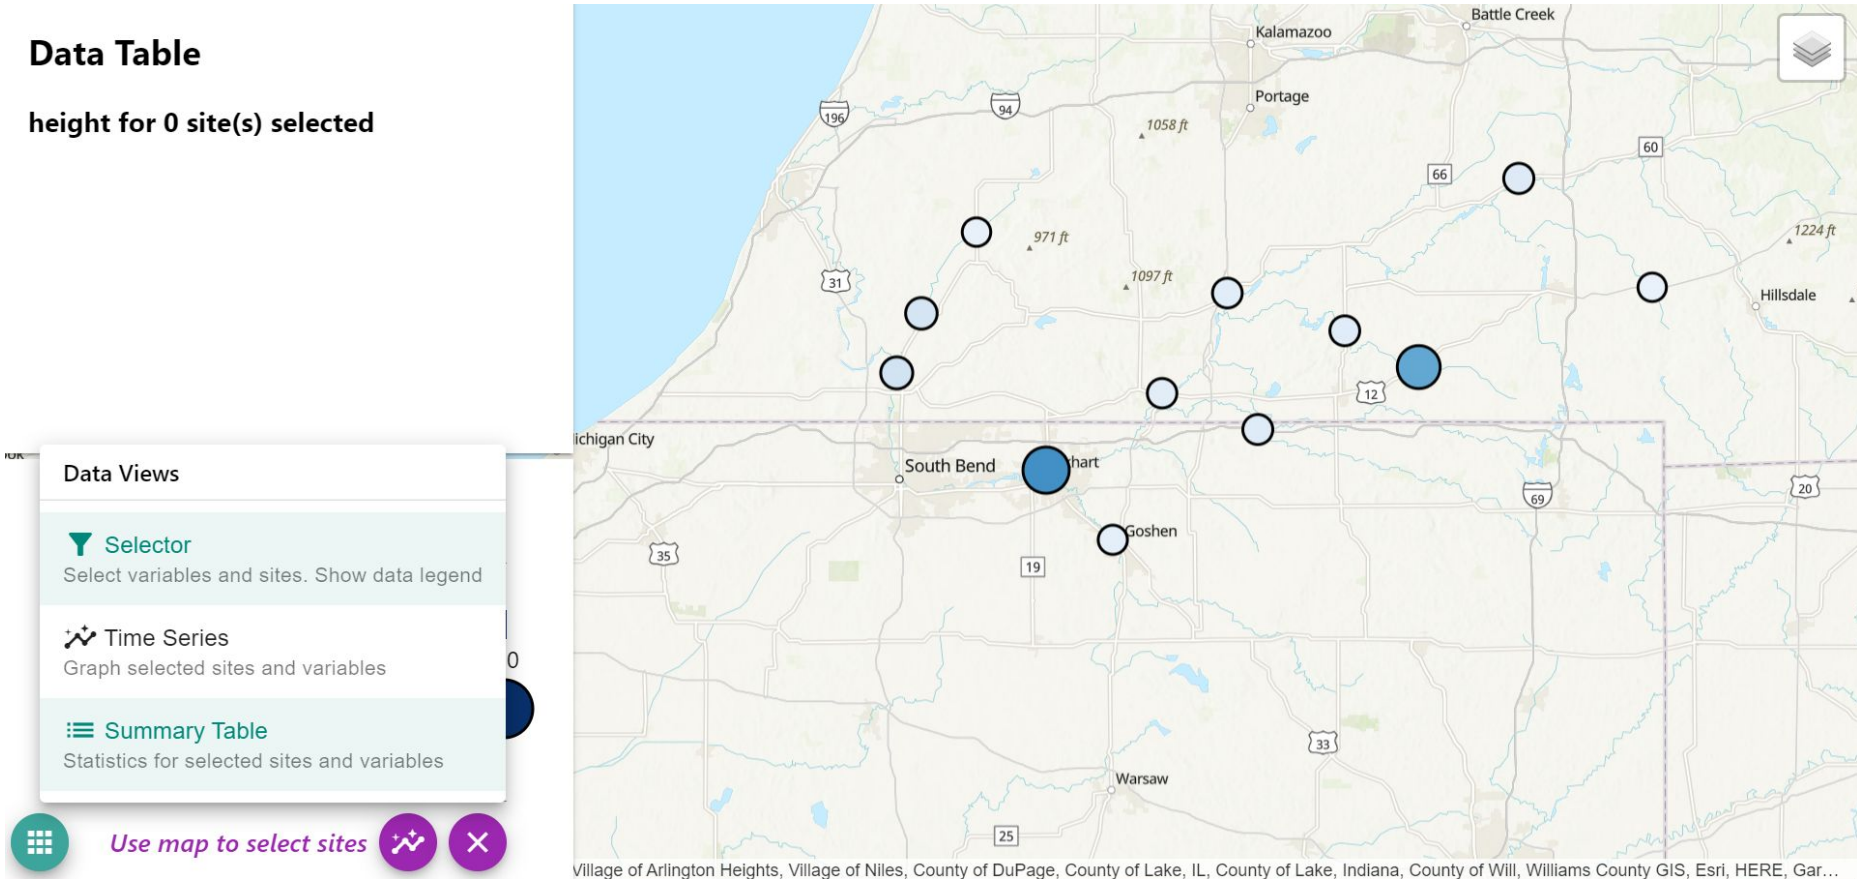 Data Table
height for 0 site(s) selected
Data Views
Selector
Select variables and sites. Show data legend
Time Series
Graph selected sites and variables
0
Summary Table
Statistics for selected sites and variables
Use map to select sites
Battle Creek
Kalamazoo
Portage
94
196
1058 ft
60
66
971 ft
1224 ft
1097 ft
31
Hillsdale
12
ichigan City
South Bend
hart
69
20
Goshen
35
19
33
Warsaw
25
Village of Arlington Heights, Village of Niles, County of DuPage, County of Lake, IL, County of Lake, Indiana, County of Will, Williams County GIS, Esri, HERE, Gar...